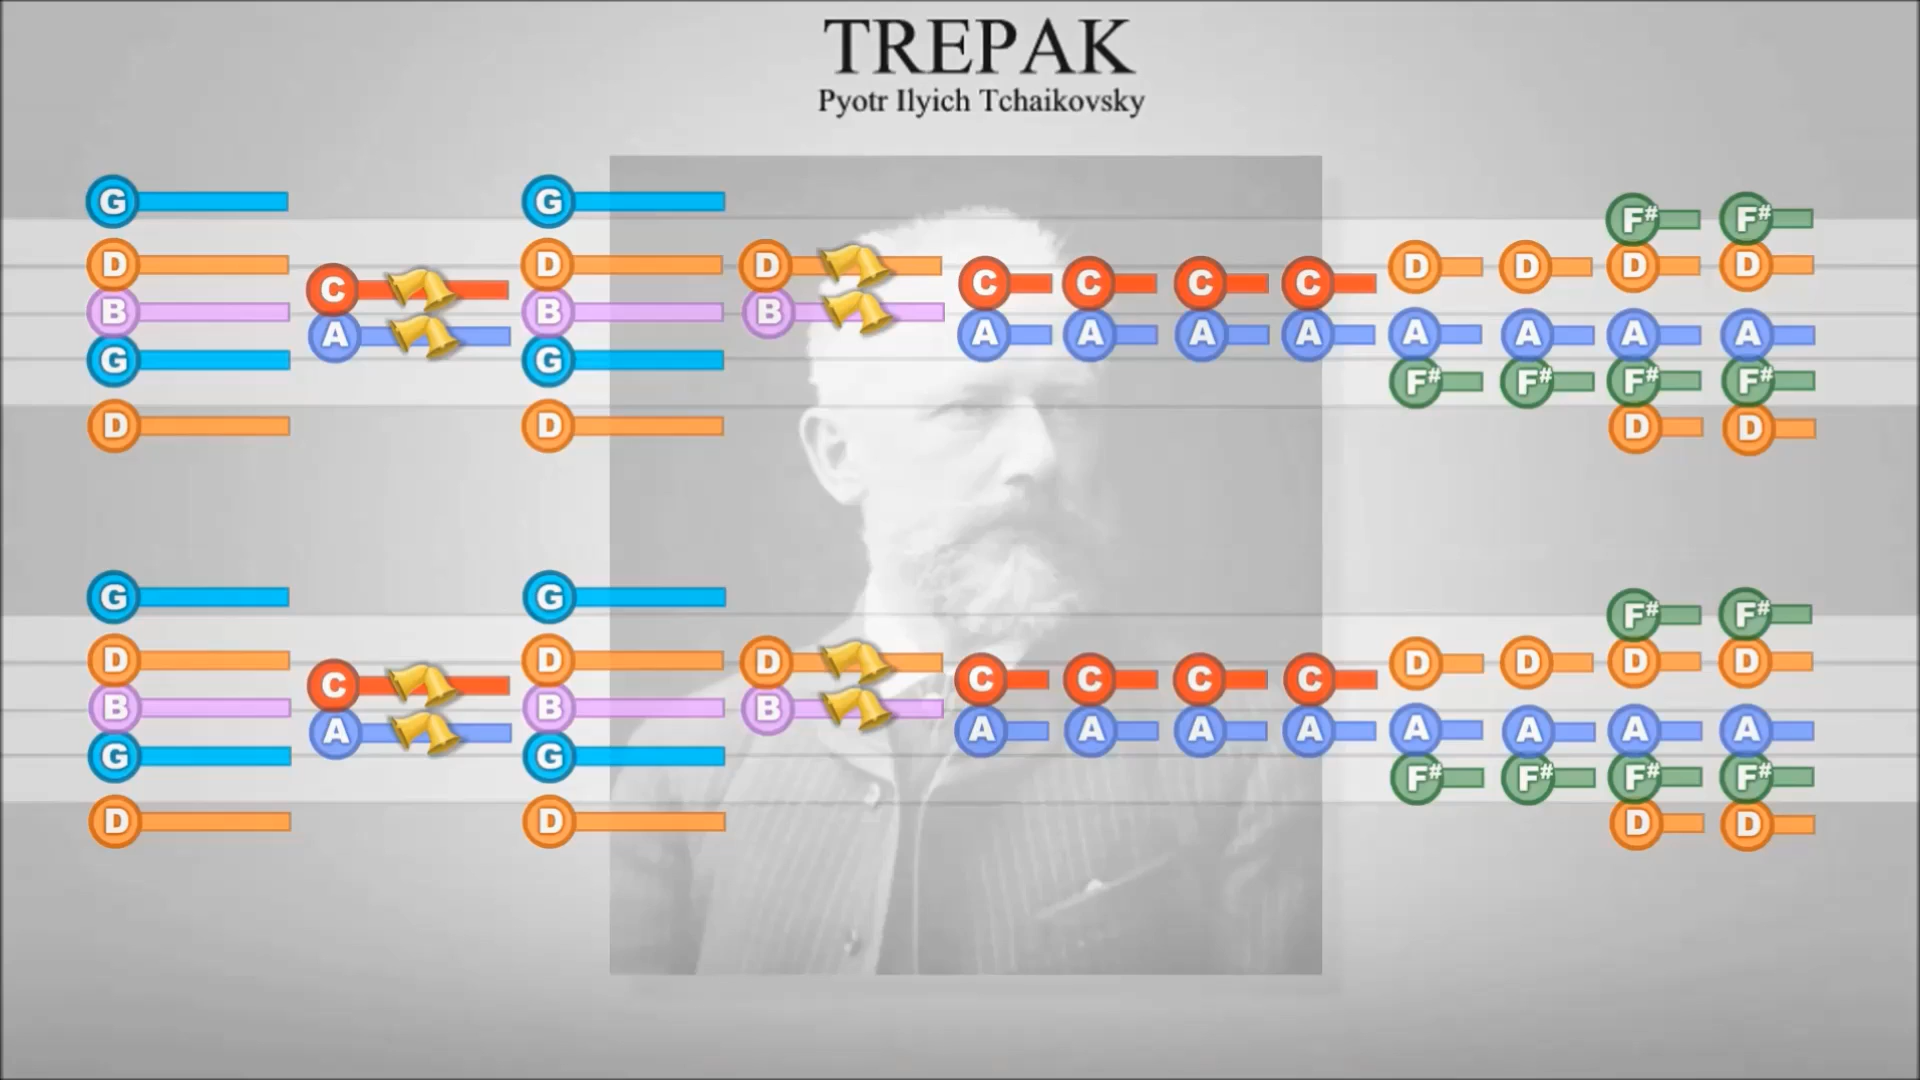 TREPAK
Pyotr Ilyich Tchaikovsky
G G
F# F#
D D D D D D D
C C C C C
B B B
A A A A A A A A A
G G
F# F# F# F#
D D D D
G G
F# F#
D D D D D D D
C C C C C
B B B
A A A A A A A A A
G G
F# F# F# F#
D D D D